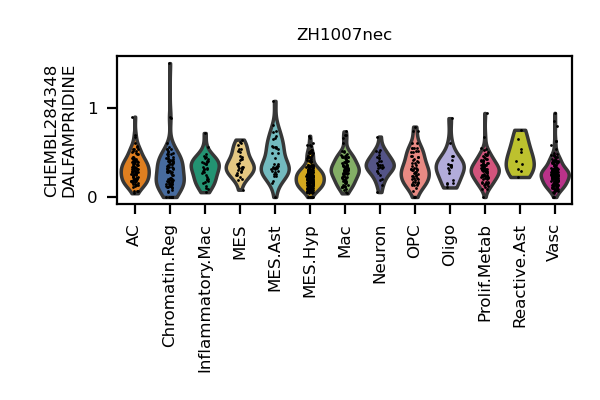 ZH1007nec
CHEMBL284348
DALFAMPRIDINE
1
0
AC
Chromatin.Reg
Inflammatory.Mac
MES
MES.Ast
MES.Hyp
Mac
Neuron
OPC
Oligo
Prolif.Metab
Reactive.Ast
Vasc